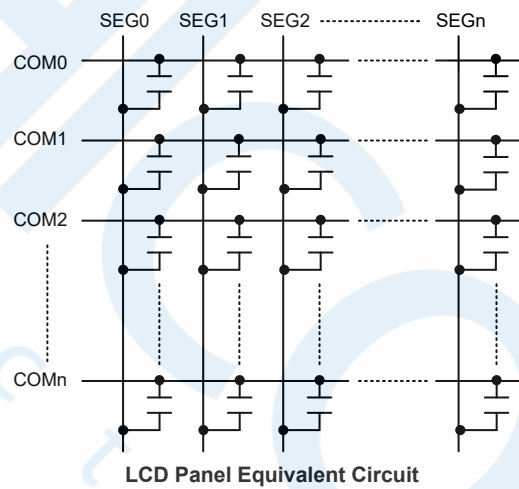 SEG0 SEG1 SEG2 SEGn
COM0
COM1
COM2
COMn
LCD Panel Equivalent Circuit